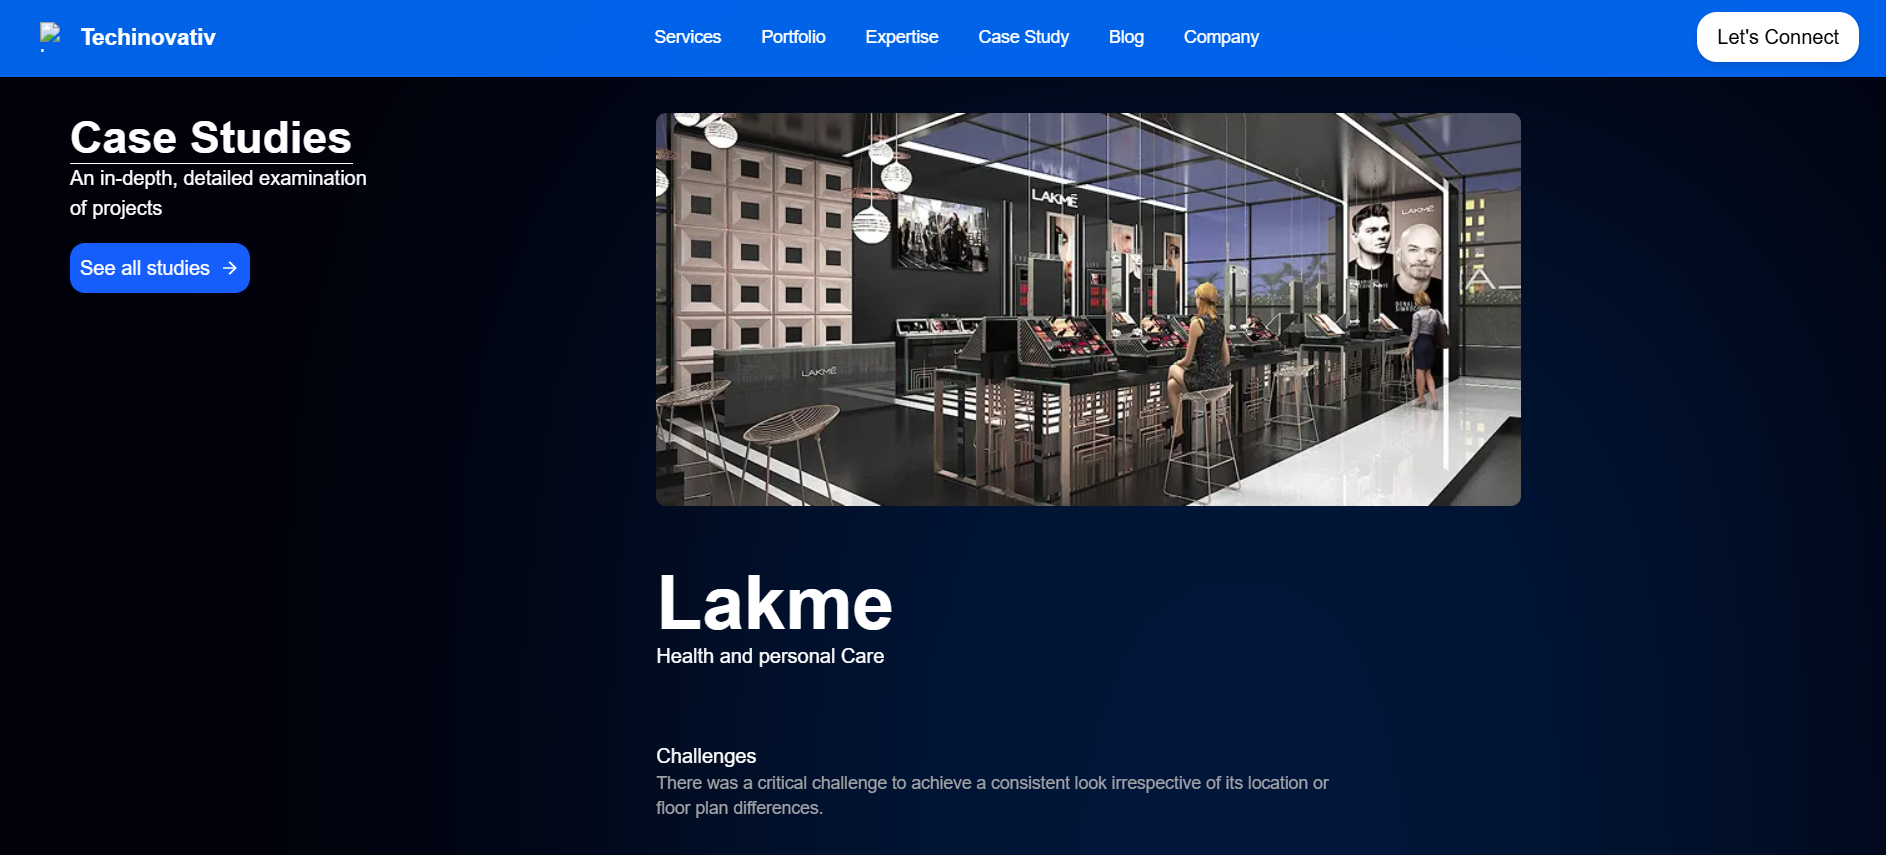 Techinovativ
Services
Portfolio
Expertise
Case Study
Blog
Company
Let's Connect
Case Studies
An in-depth, detailed examination
of projects
See all studies →
LAKMĒ
LAKMĒ
LAKMĒ
Lakme
Health and personal Care
Challenges
There was a critical challenge to achieve a consistent look irrespective of its location or
floor plan differences.